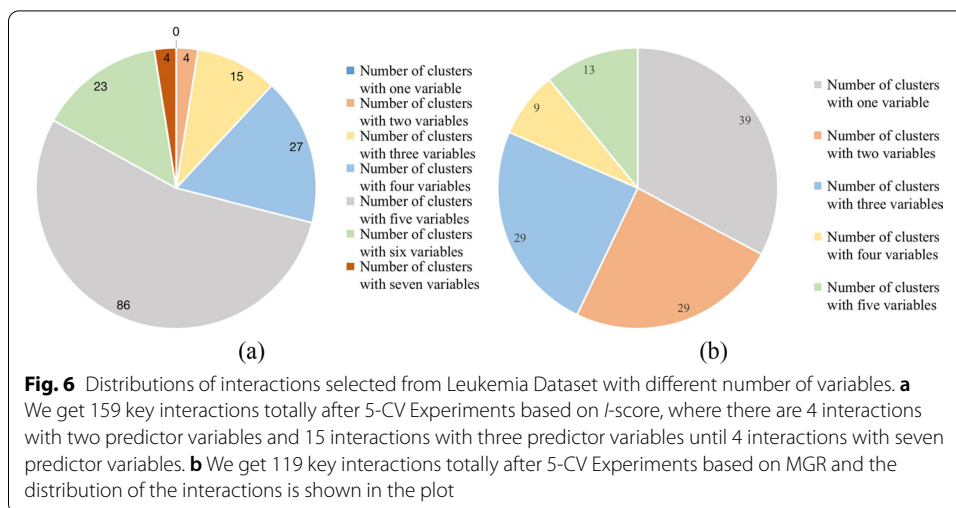 0
4
4
15
23
27
86
Number of clusters
with one variable
Number of clusters
with two variables
Number of clusters
with three variables
Number of clusters
with four variables
Number of clusters
with five variables
Number of clusters
with six variables
Number of clusters
with seven variables
(a)
13
9
39
29
29
Number of clusters
with one variable
Number of clusters
with two variables
Number of clusters
with three variables
Number of clusters
with four variables
Number of clusters
with five variables
(b)
Fig. 6 Distributions of interactions selected from Leukemia Dataset with different number of variables. a
We get 159 key interactions totally after 5-CV Experiments based on I-score, where there are 4 interactions
with two predictor variables and 15 interactions with three predictor variables until 4 interactions with seven
predictor variables. b We get 119 key interactions totally after 5-CV Experiments based on MGR and the
distribution of the interactions is shown in the plot